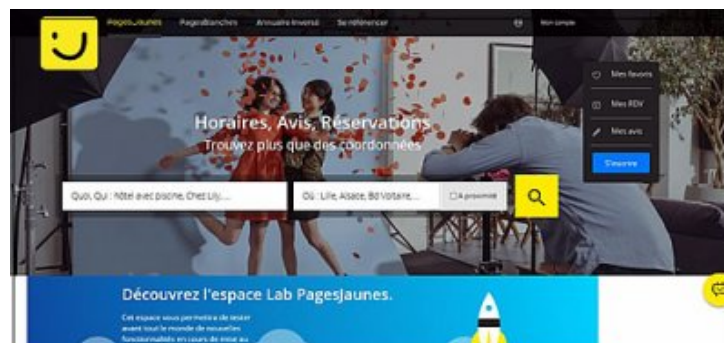 PagesJaunes PagesBlanches Annuaire Inversé Se référencer Mon compte
Mes favoris
Mes RDV
Mes avis
S'inscrire
Horaires, Avis, Réservations
Trouvez plus que des coordonnées
Quoi, Qui : hôtel avec piscine, Chez Lily, ... Où : Lille, Alsace, Bd Voltaire, ... A proximité
Découvrez l'espace Lab PagesJaunes.
Cet espace vous permettra de tester
avant tout le monde de nouvelles
fonctionnalités en cours de mise au